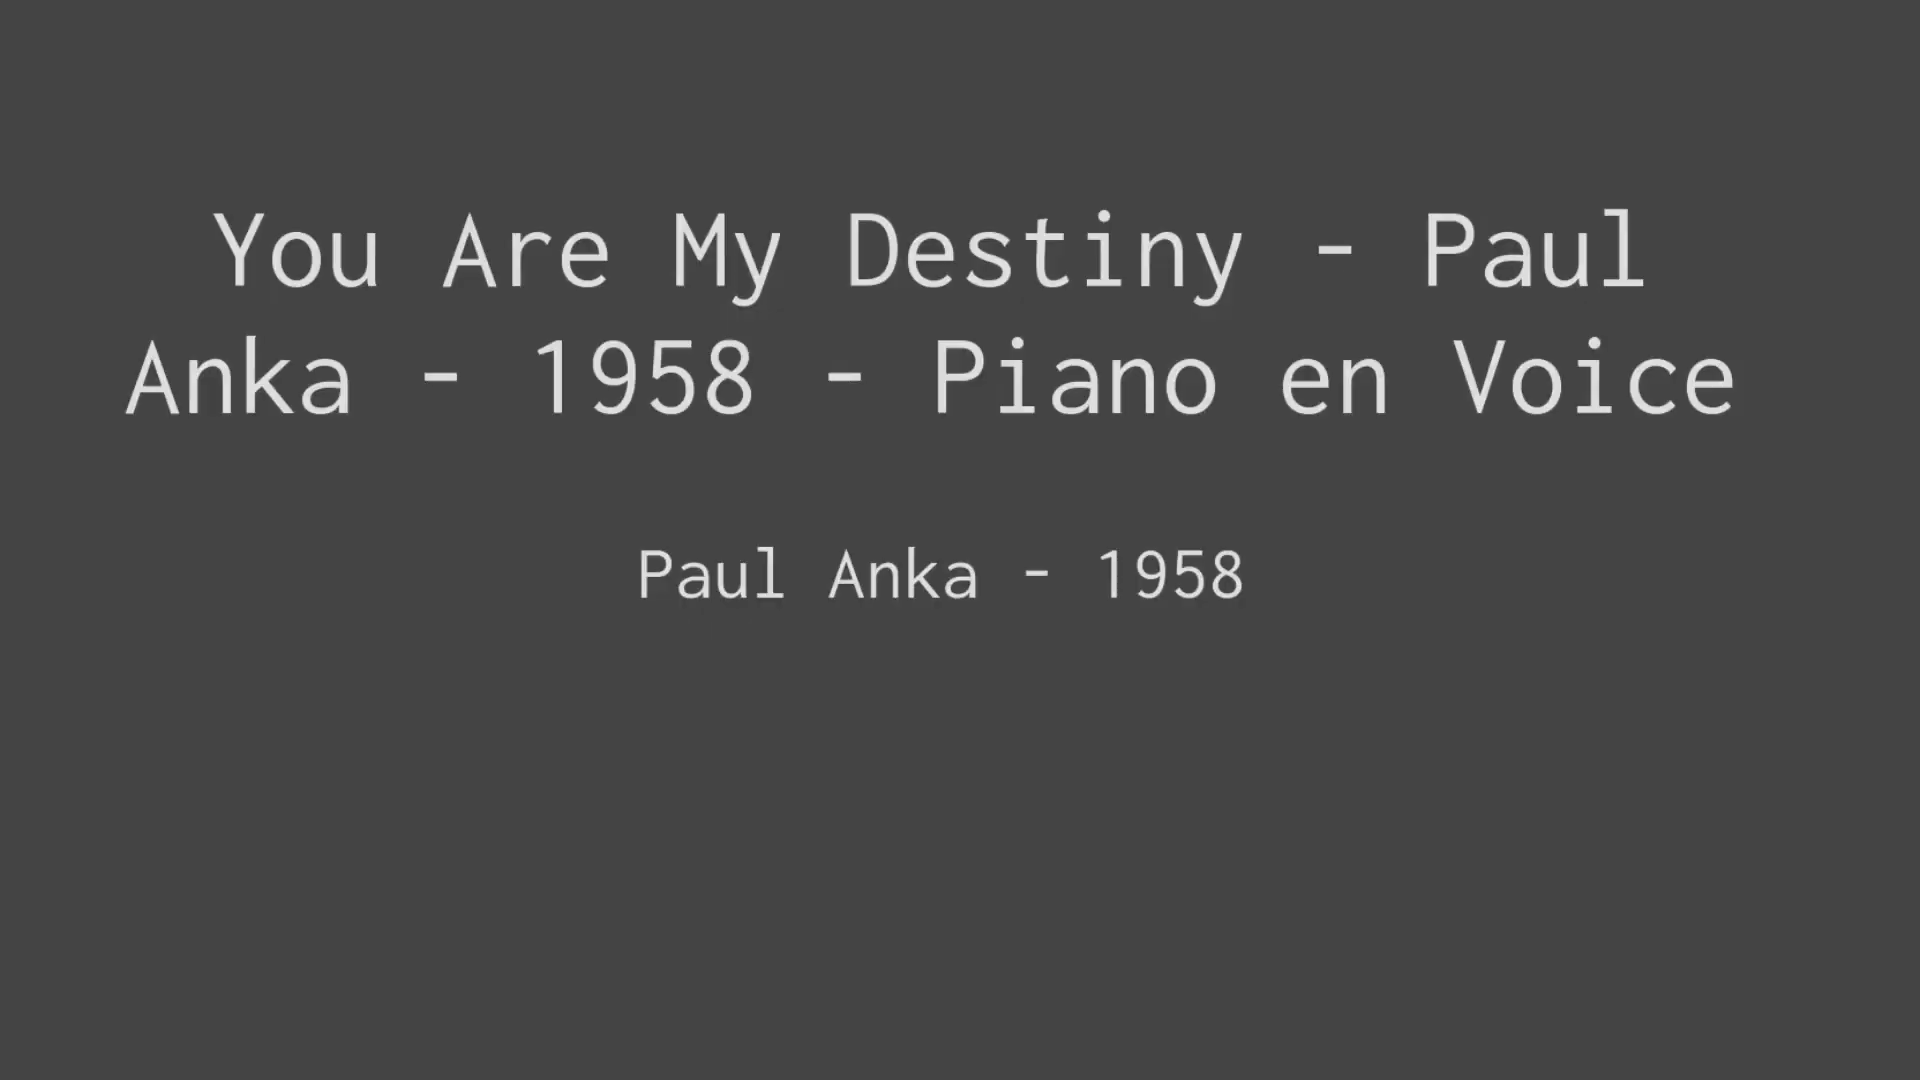 You Are My Destiny - Paul
Anka - 1958 - Piano en Voice
Paul Anka - 1958